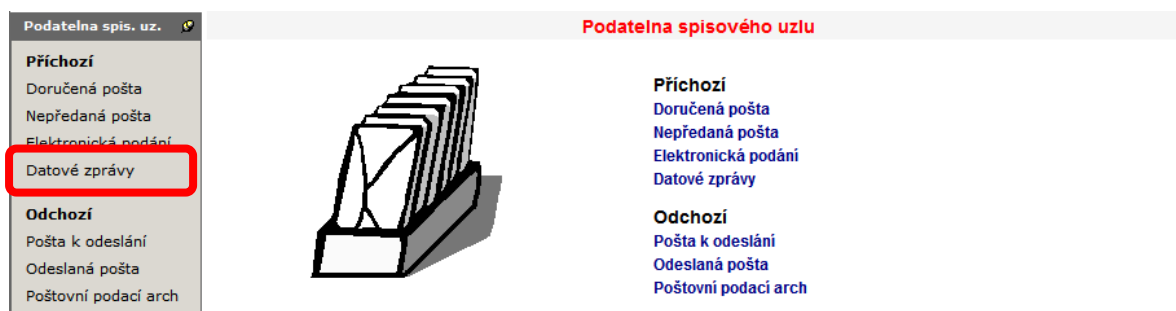 Podatelna spis. uz.
Příchozí
Doručená pošta
Nepředaná pošta
Elektronická podání
Datové zprávy
Odchozí
Pošta k odeslání
Odeslaná pošta
Poštovní podací arch
Podatelna spisového uzlu
Příchozí
Doručená pošta
Nepředaná pošta
Elektronická podání
Datové zprávy
Odchozí
Pošta k odeslání
Odeslaná pošta
Poštovní podací arch